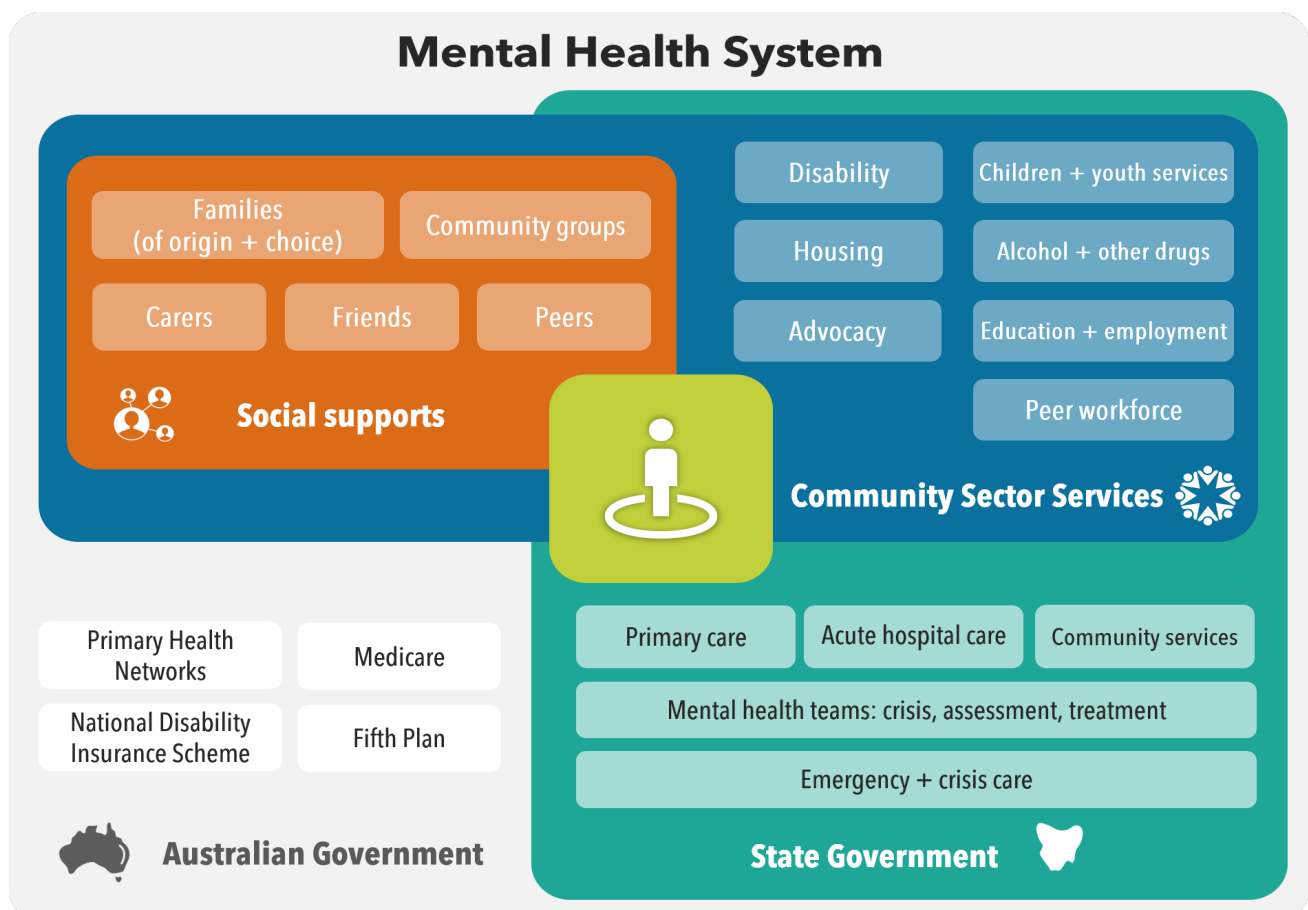 Mental Health System
Families
(of origin + choice)
Community groups
Carers
Friends
Peers
Social supports
Disability
Children + youth services
Housing
Alcohol + other drugs
Advocacy
Education + employment
Peer workforce
Community Sector Services
Primary Health
Networks
Medicare
National Disability
Insurance Scheme
Fifth Plan
Australian Government
Primary care
Acute hospital care
Community services
Mental health teams: crisis, assessment, treatment
Emergency + crisis care
State Government